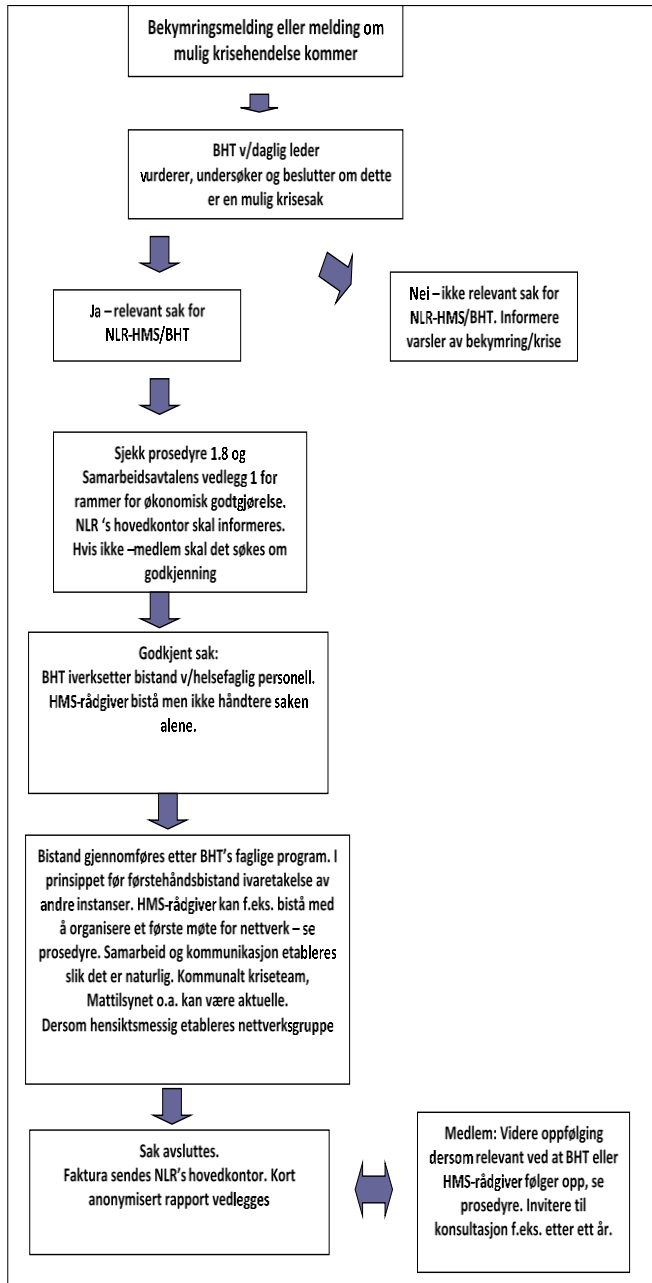 Bekymringsmelding eller melding om
mulig krisehendelse kommer
BHT v/daglig leder
vurderer, undersøker og beslutter om dette
er en mulig krisesak
Ja – relevant sak for
NLR-HMS/BHT
Nei – ikke relevant sak for
NLR-HMS/BHT. Informere
varsler av bekymring/krise
Sjekk prosedyre 1.8 og
Samarbeidsavtalens vedlegg 1 for
rammer for økonomisk godtgjørelse.
NLR ‘s hovedkontor skal informeres.
Hvis ikke –medlem skal det søkes om
godkjenning
Godkjent sak:
BHT iverksetter bistand v/helsefaglig personell.
HMS-rådgiver bistå men ikke håndtere saken
alene.
Bistand gjennomføres etter BHT’s faglige program. I
prinsippet før førstehåndsbistand ivaretakelse av
andre instanser. HMS-rådgiver kan f.eks. bistå med
å organisere et første møte for nettverk – se
prosedyre. Samarbeid og kommunikasjon etableres
slik det er naturlig. Kommunalt kriseteam,
Mattilsynet o.a. kan være aktuelle.
Dersom hensiktsmessig etableres nettverksgruppe
Sak avsluttes.
Faktura sendes NLR’s hovedkontor. Kort
anonymisert rapport vedlegges
Medlem: Videre oppfølging
dersom relevant ved at BHT eller
HMS-rådgiver følger opp, se
prosedyre. Invitere til
konsultasjon f.eks. etter ett år.